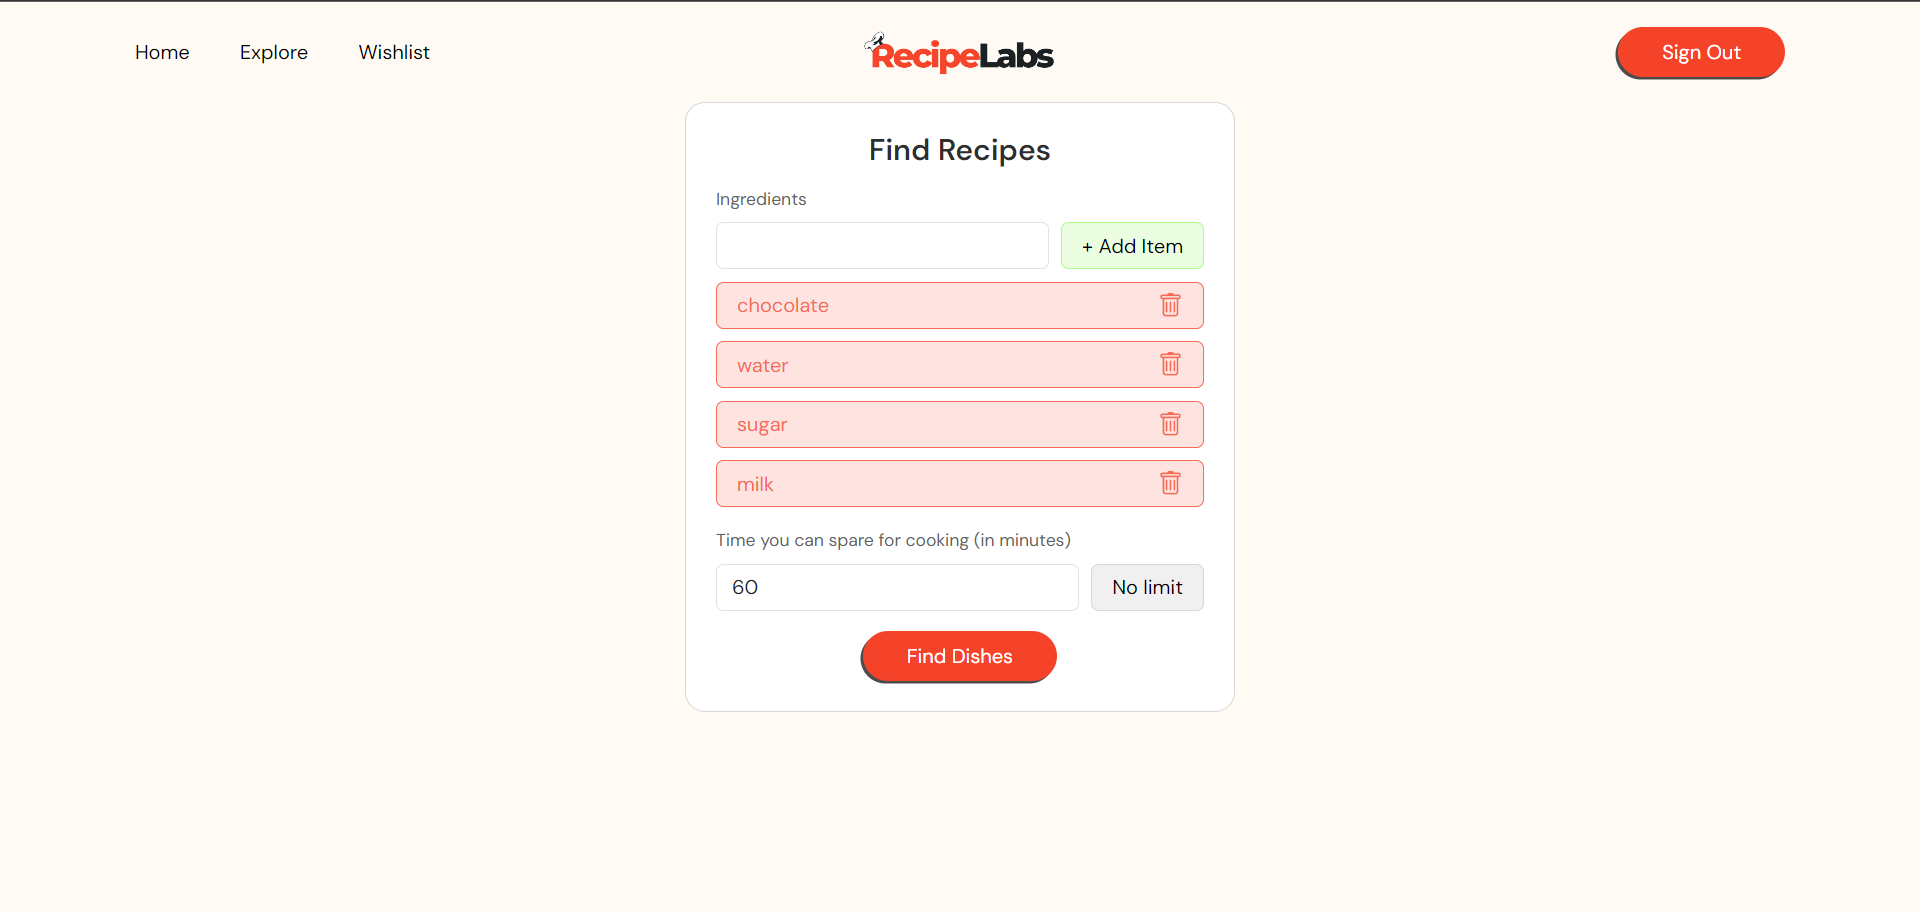 Home Explore Wishlist RecipeLabs Sign Out
Find Recipes
Ingredients
+ Add Item
chocolate
water
sugar
milk
Time you can spare for cooking (in minutes)
60 No limit
Find Dishes